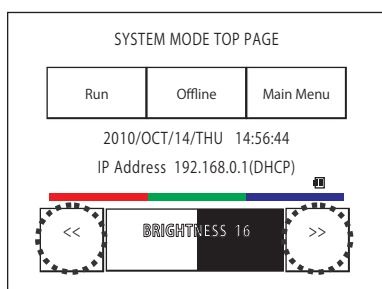 SYSTEM MODE TOP PAGE
Run Offline Main Menu
2010/OCT/14/THU 14:56:44
IP Address 192.168.0.1(DHCP)
<< BRIGHTNESS 16 >>